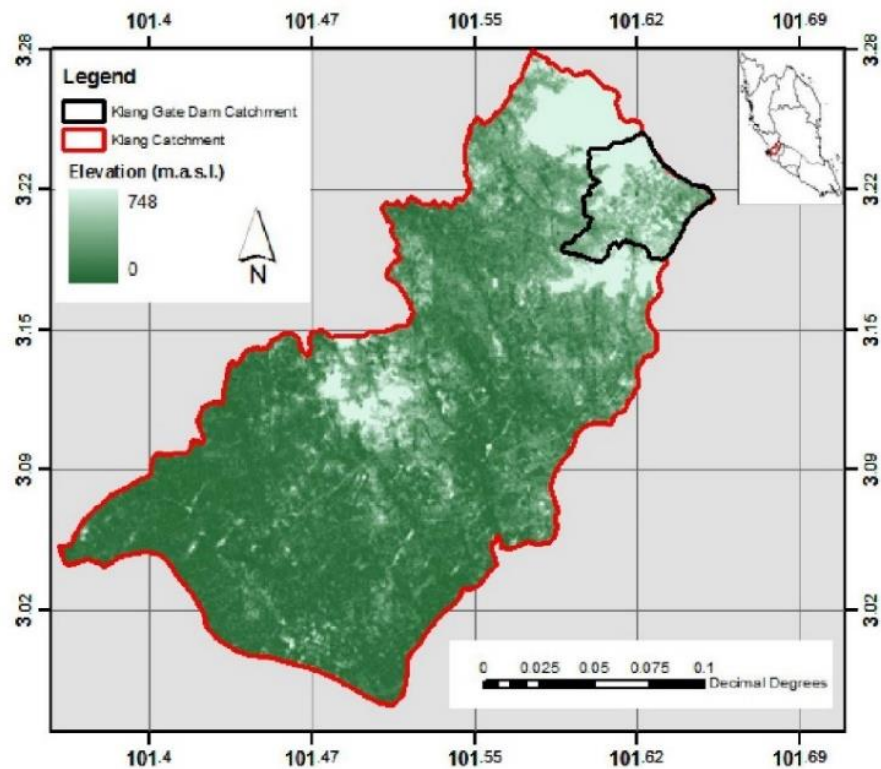 101.4 101.47 101.55 101.62 101.69
3.28 3.28
Legend
Klang Gate Dam Catchment
Klang Catchment
Elevation (m.a.s.l.)
748
0
N
3.22 3.22
3.15 3.15
3.09 3.09
3.02 3.02
0 0.025 0.05 0.075 0.1
Decimal Degrees
101.4 101.47 101.55 101.62 101.69